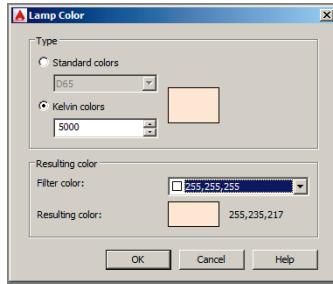 Lamp Color
Type
Standard colors
D65
Kelvin colors
5000
Resulting color
Filter color:
255,255,255
Resulting color:
255,235,217
OK
Cancel
Help